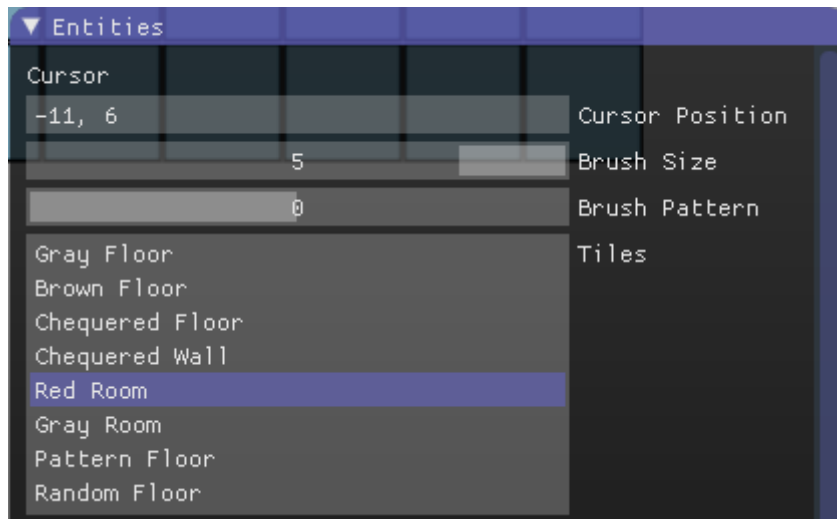 Entities
Cursor
-11, 6 Cursor Position
5 Brush Size
0 Brush Pattern
Gray Floor Tiles
Brown Floor
Chequered Floor
Chequered Wall
Red Room
Gray Room
Pattern Floor
Random Floor